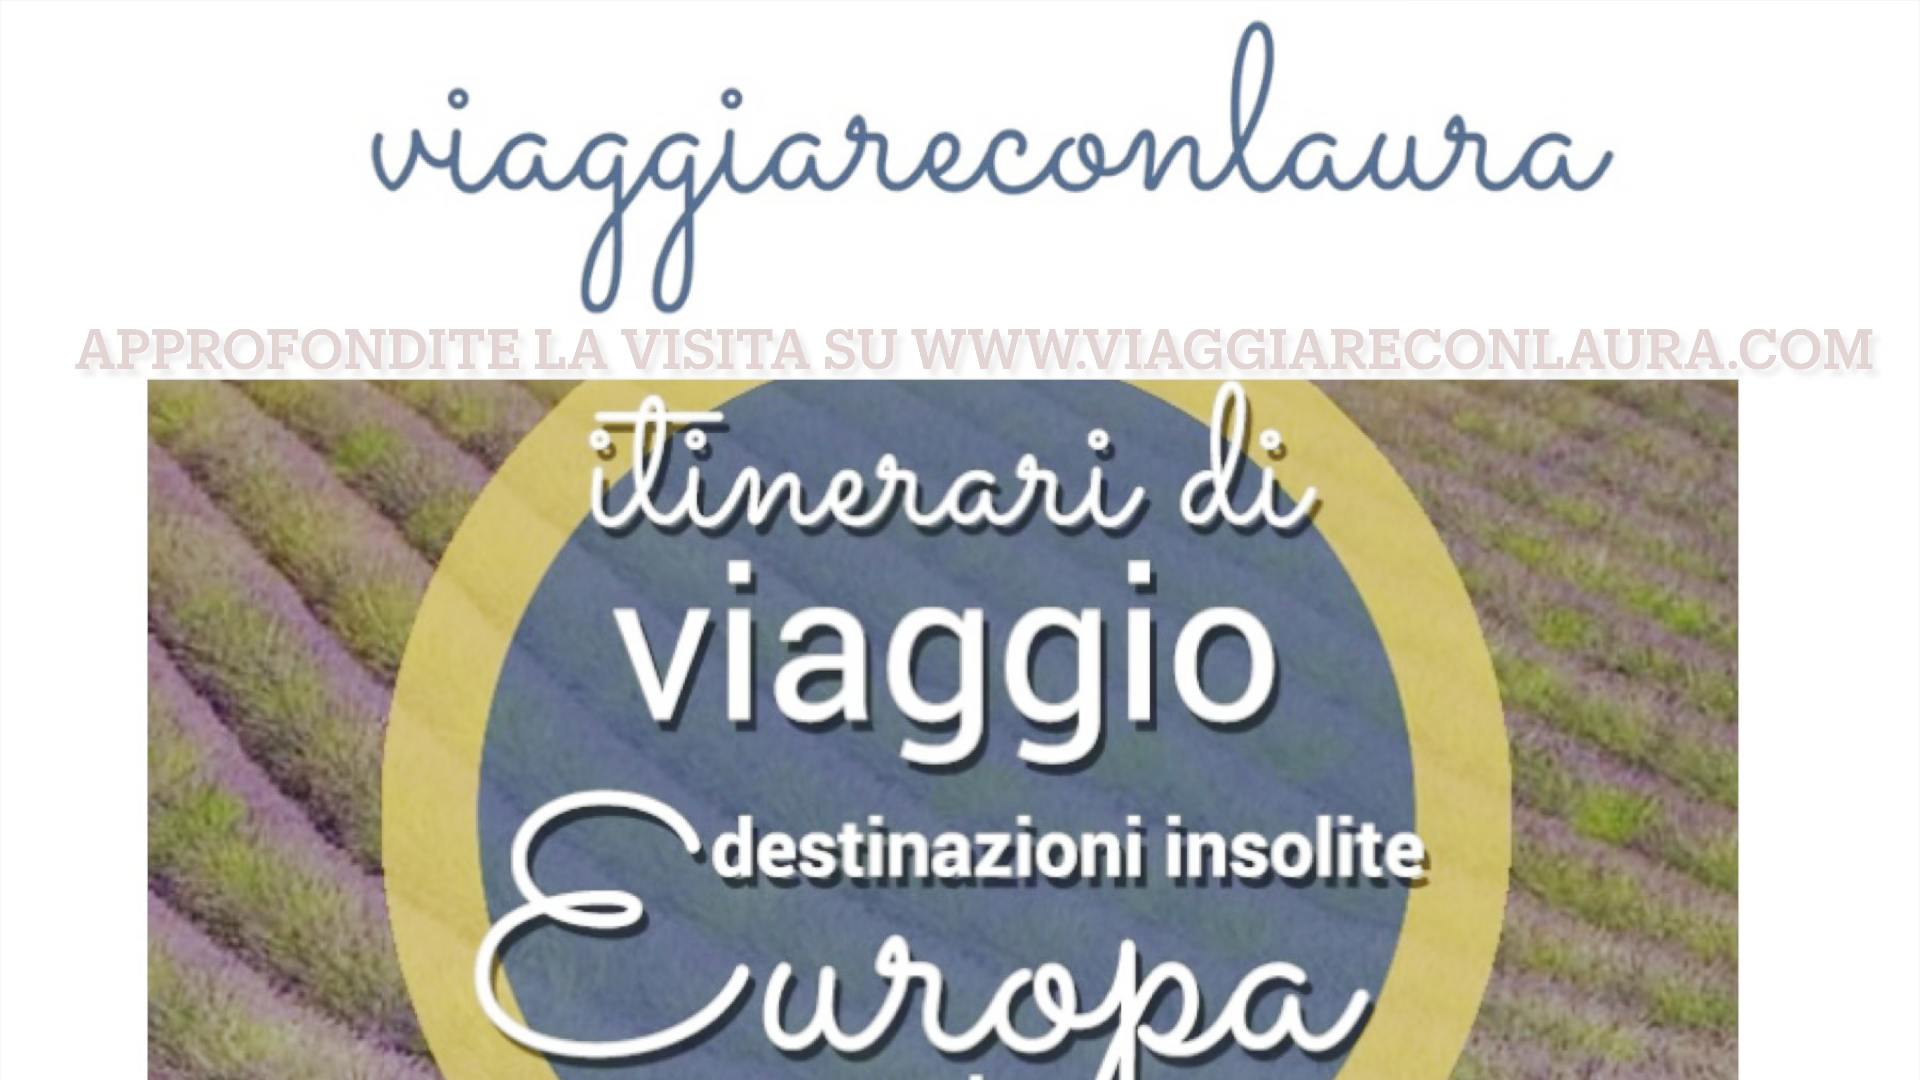 viaggiareconlaura
APPROFONDITE LA VISITA SU WWW.VIAGGIARECONLAURA.COM
itinerari di
viaggio
destinazioni insolite
Europa